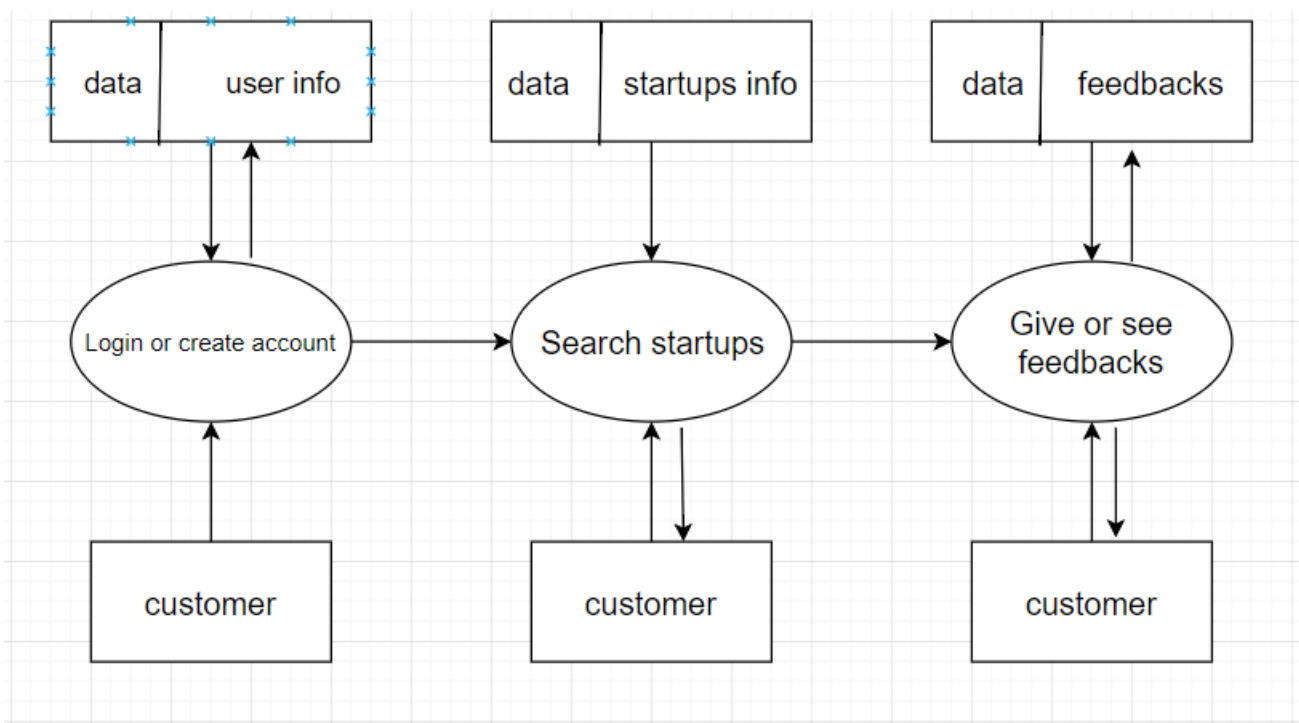 data user info
data startups info
data feedbacks
Login or create account
Search startups
Give or see
feedbacks
customer
customer
customer